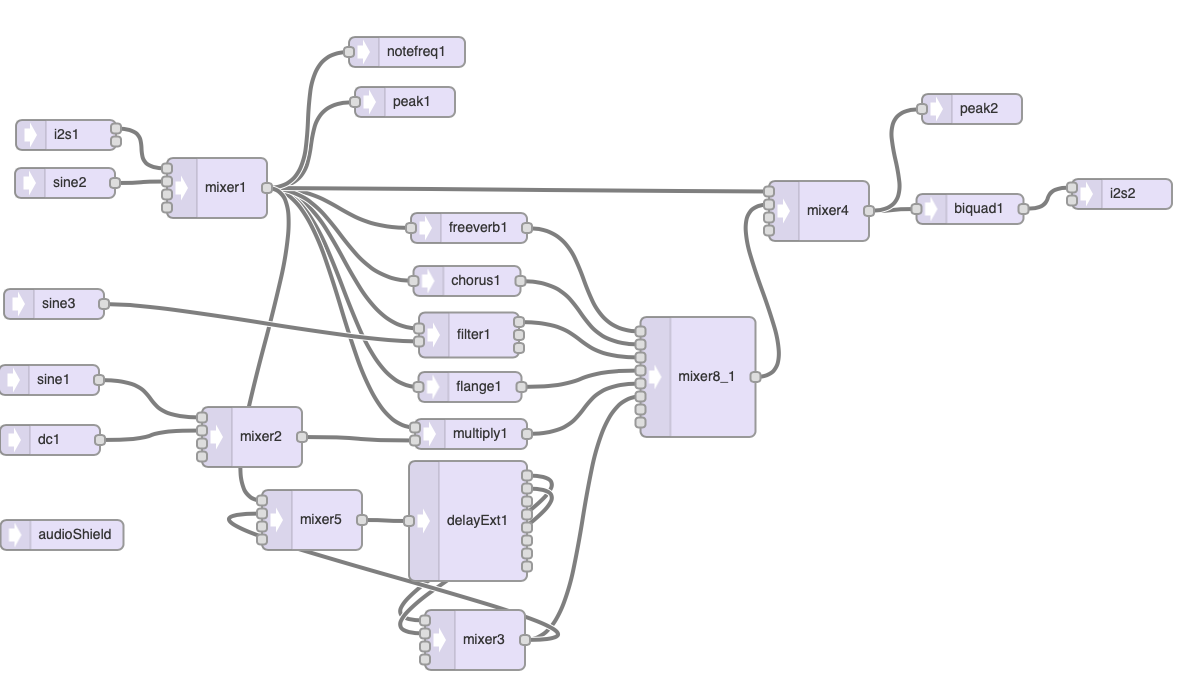 notefreq1
peak1
peak2
i2s1
sine2
mixer1
mixer4
biquad1
i2s2
freeverb1
chorus1
sine3
filter1
mixer8_1
sine1
flange1
dc1
mixer2
multiply1
mixer5
delayExt1
audioShield
mixer3